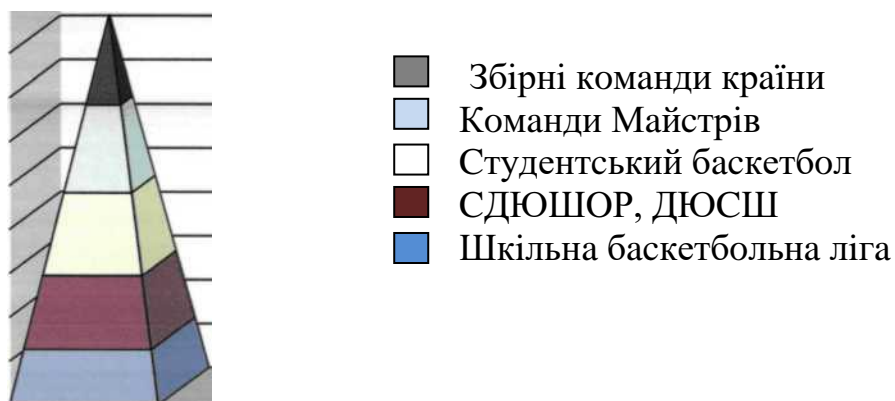 Збірні команди країни
Команди Майстрів
Студентський баскетбол
СДЮШОР, ДЮСШ
Шкільна баскетбольна ліга